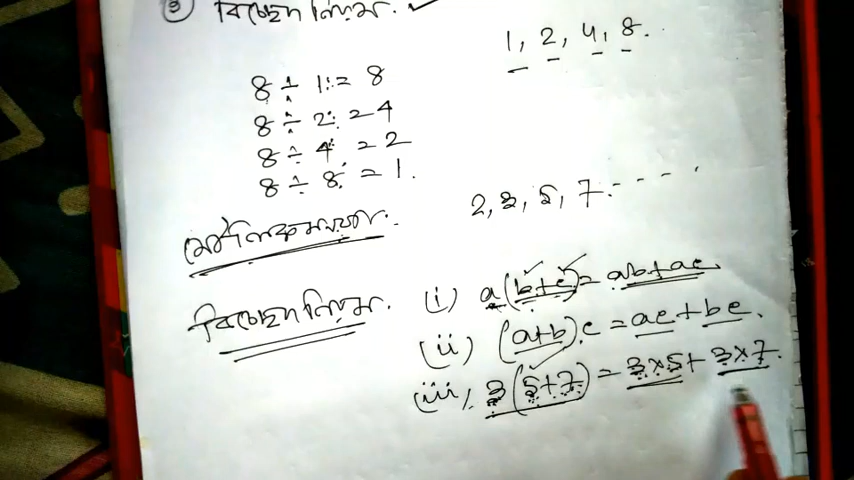 ③ বিচ্ছেদ নিয়ম.
1, 2, 4, 8.
8 ÷ 1 = 8
8 ÷ 2 = 4
8 ÷ 4 = 2
8 ÷ 8 = 1.
মৌলিক সংখ্যা.
2, 3, 5, 7. - - - -
বিচ্ছেদ নিয়ম.
(i) a(b+c) = ab+ac.
(ii) (a+b)c = ac+bc.
(iii) 3(5+7) = 3×5+3×7.